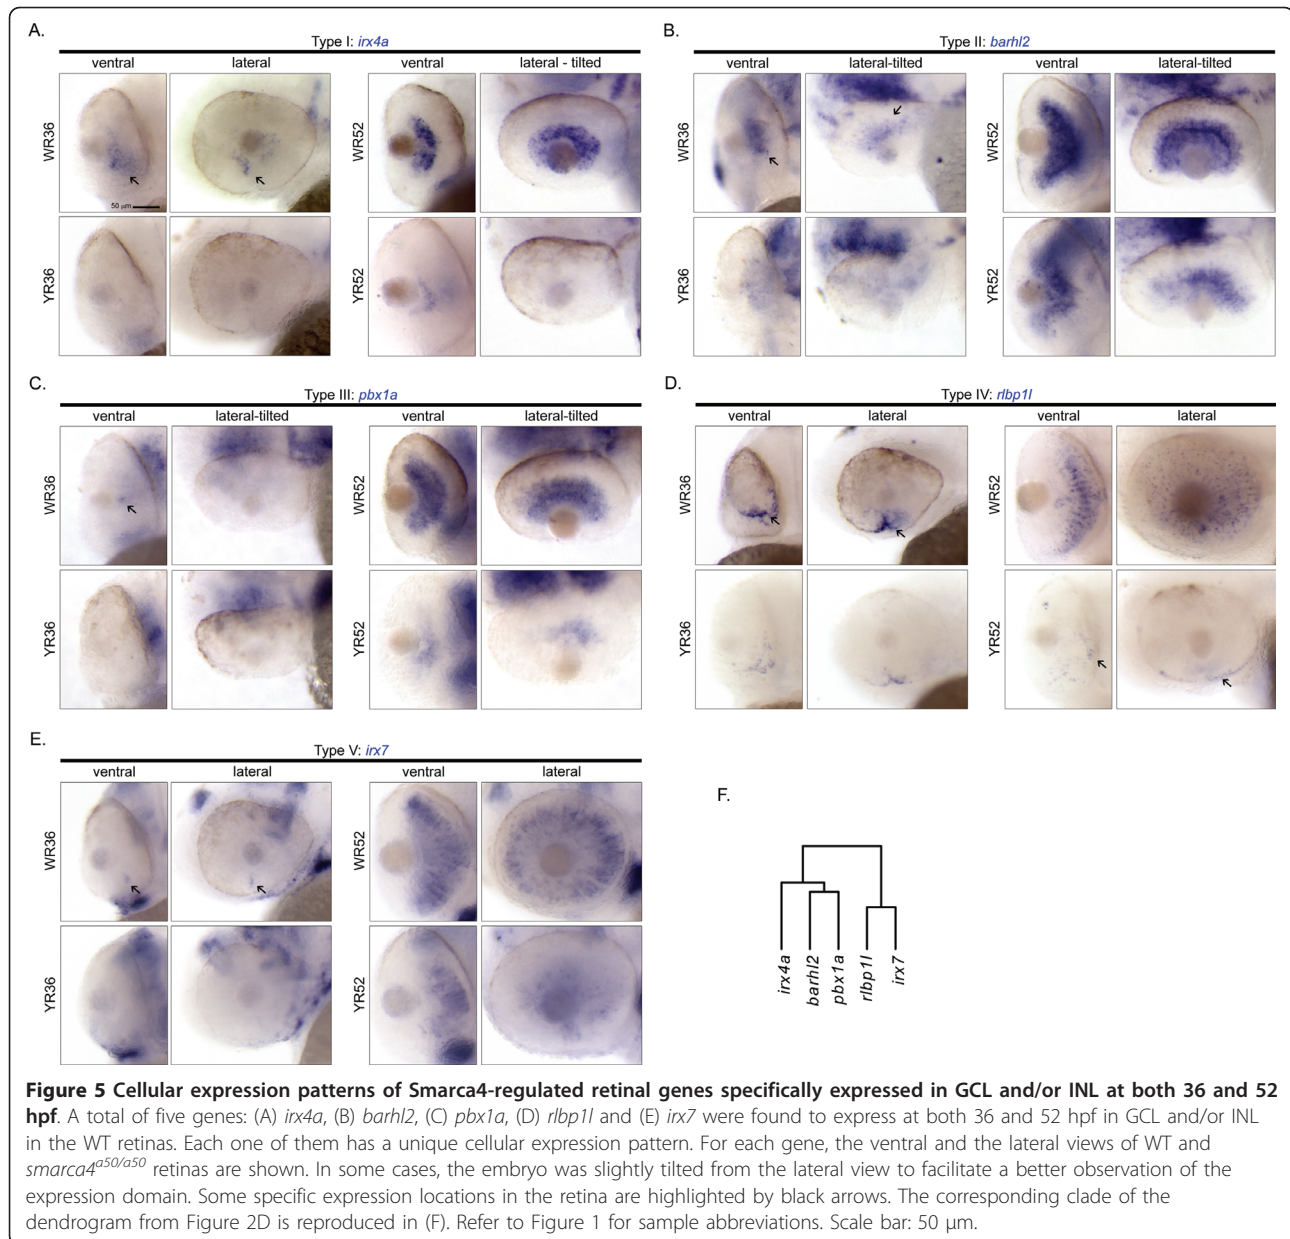 A.
Type I: irx4a
ventral lateral ventral lateral - tilted
WR36
50 µm
WR52
YR36
YR52
B.
Type II: barhl2
ventral lateral-tilted ventral lateral-tilted
WR36
WR52
YR36
YR52
C.
Type III: pbx1a
ventral lateral-tilted ventral lateral-tilted
WR36
WR52
YR36
YR52
D.
Type IV: rlbp1l
ventral lateral ventral lateral
WR36
WR52
YR36
YR52
E.
Type V: irx7
ventral lateral ventral lateral
WR36
WR52
YR36
YR52
F.
irx4a
barhl2
pbx1a
rlbp1l
irx7
Figure 5 Cellular expression patterns of Smarca4-regulated retinal genes specifically expressed in GCL and/or INL at both 36 and 52
hpf. A total of five genes: (A) irx4a, (B) barhl2, (C) pbx1a, (D) rlbp1l and (E) irx7 were found to express at both 36 and 52 hpf in GCL and/or INL
in the WT retinas. Each one of them has a unique cellular expression pattern. For each gene, the ventral and the lateral views of WT and
smarca4a50/a50 retinas are shown. In some cases, the embryo was slightly tilted from the lateral view to facilitate a better observation of the
expression domain. Some specific expression locations in the retina are highlighted by black arrows. The corresponding clade of the
dendrogram from Figure 2D is reproduced in (F). Refer to Figure 1 for sample abbreviations. Scale bar: 50 µm.